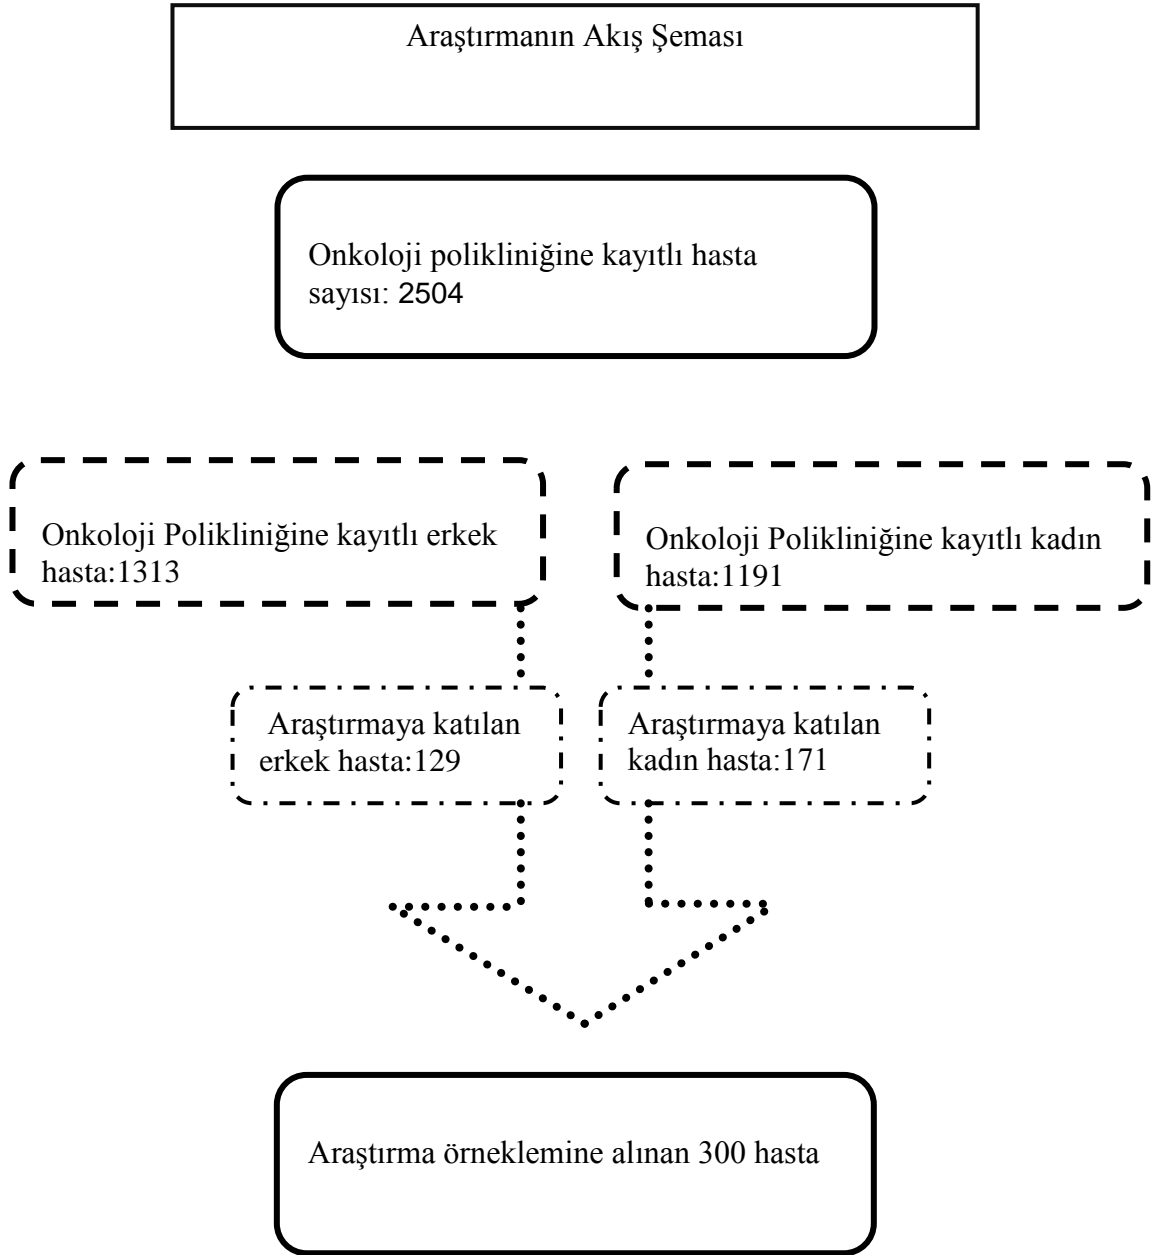 Araştırmanın Akış Şeması
Onkoloji polikliniğine kayıtlı hasta
sayısı: 2504
Onkoloji Polikliniğine kayıtlı erkek
hasta:1313
Onkoloji Polikliniğine kayıtlı kadın
hasta:1191
Araştırmaya katılan
erkek hasta:129
Araştırmaya katılan
kadın hasta:171
Araştırma örneklemine alınan 300 hasta